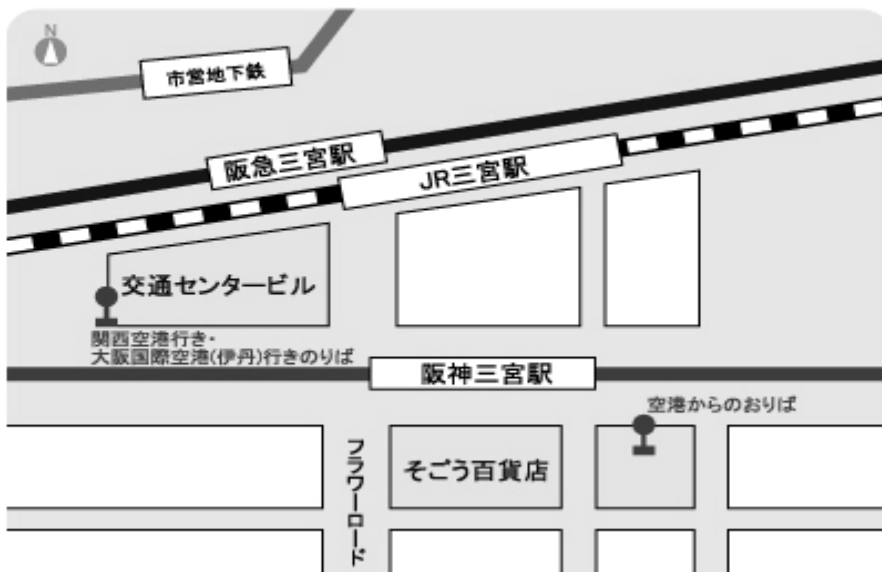 N
市営地下鉄
阪急三宮駅
JR三宮駅
交通センタービル
関西空港行き・
大阪国際空港(伊丹)行きのりば
阪神三宮駅
空港からのおりば
そごう百貨店
フラワーロード